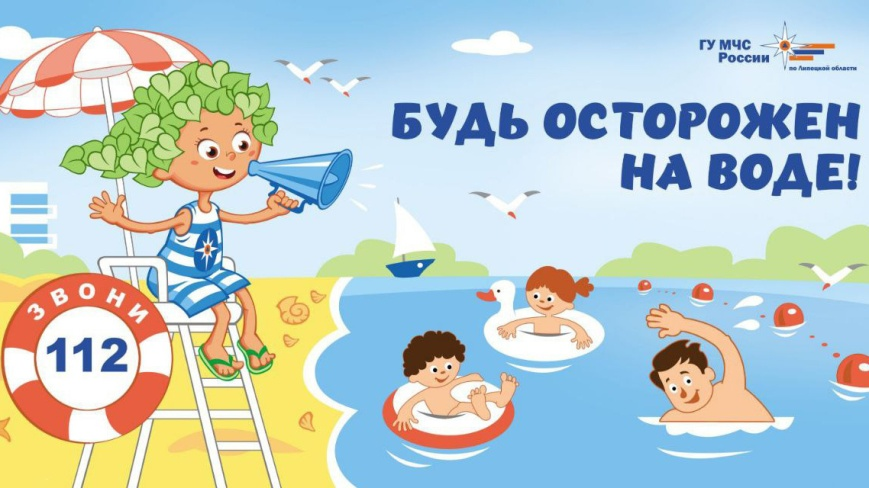 ГУ МЧС
России
по Липецкой области
БУДЬ ОСТОРОЖЕН
НА ВОДЕ!
ЗВОНИ
112